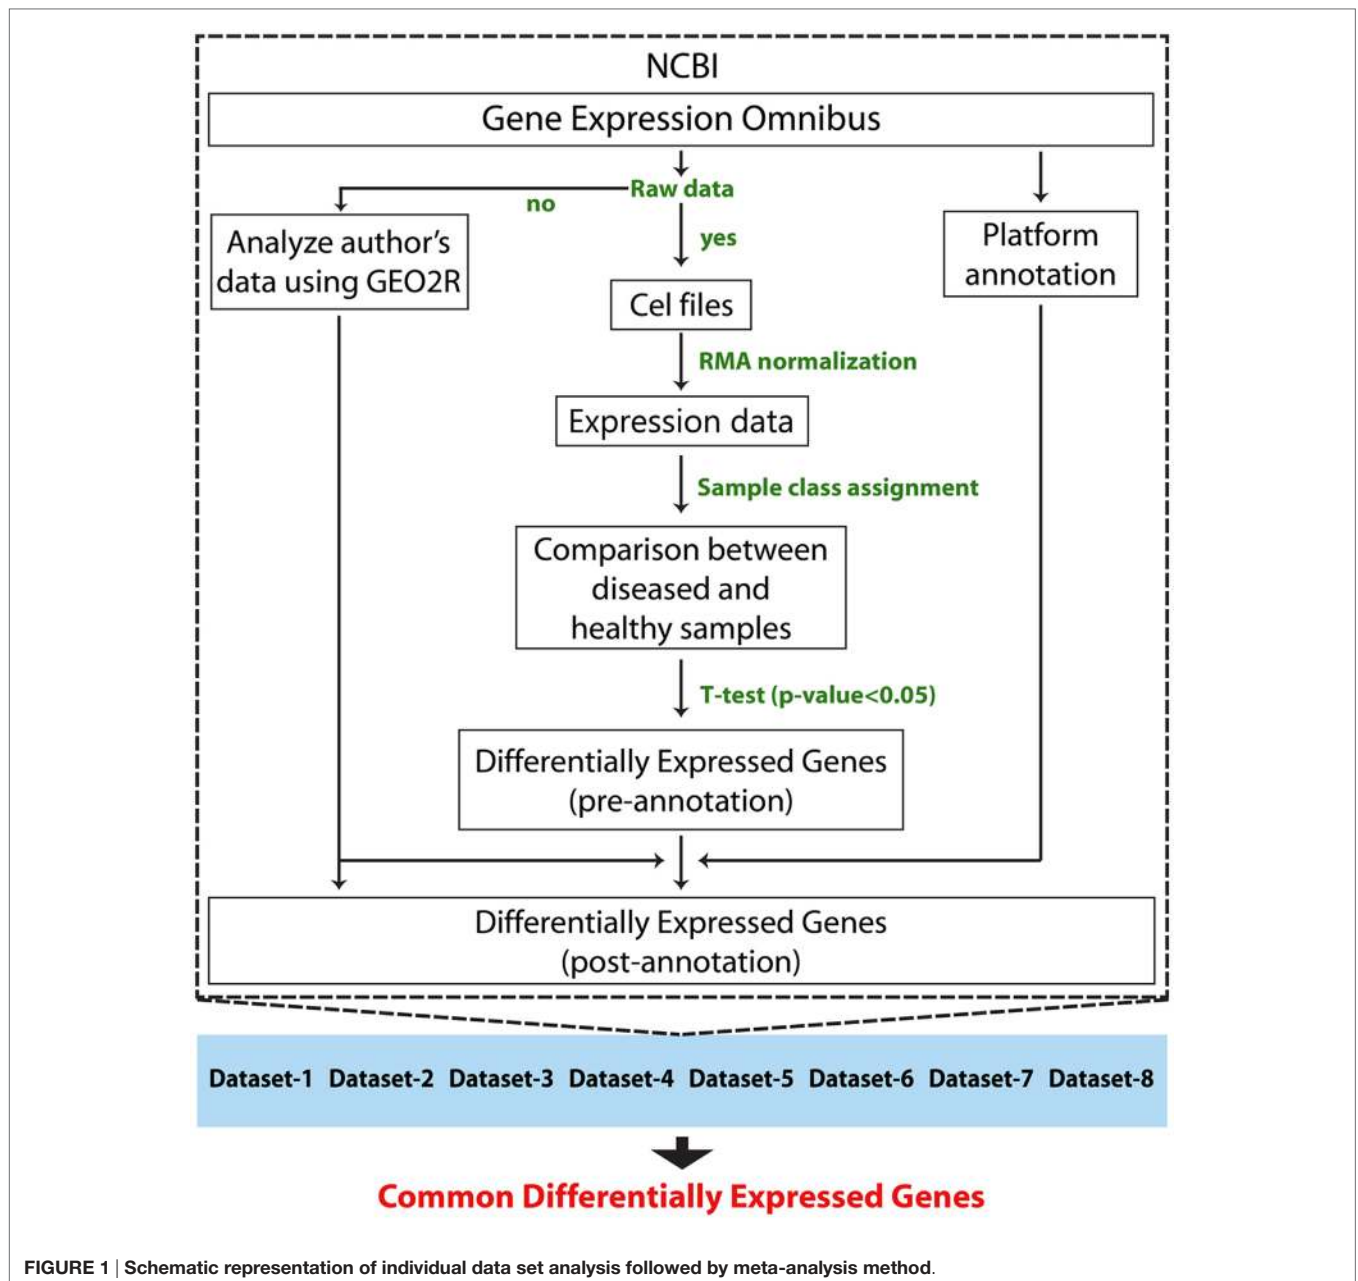 NCBI
Gene Expression Omnibus
Raw data
no
yes
Analyze author's
data using GEO2R
Platform
annotation
Cel files
RMA normalization
Expression data
Sample class assignment
Comparison between
diseased and
healthy samples
T-test (p-value<0.05)
Differentially Expressed Genes
(pre-annotation)
Differentially Expressed Genes
(post-annotation)
Dataset-1 Dataset-2 Dataset-3 Dataset-4 Dataset-5 Dataset-6 Dataset-7 Dataset-8
Common Differentially Expressed Genes
FIGURE 1 | Schematic representation of individual data set analysis followed by meta-analysis method.